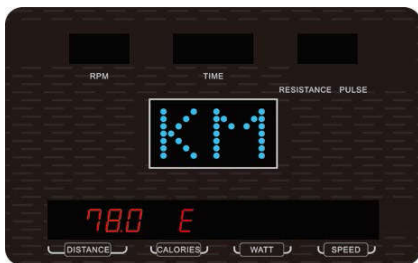 RPM TIME
RESISTANCE PULSE
KM
78.0 E
DISTANCE CALORIES WATT SPEED